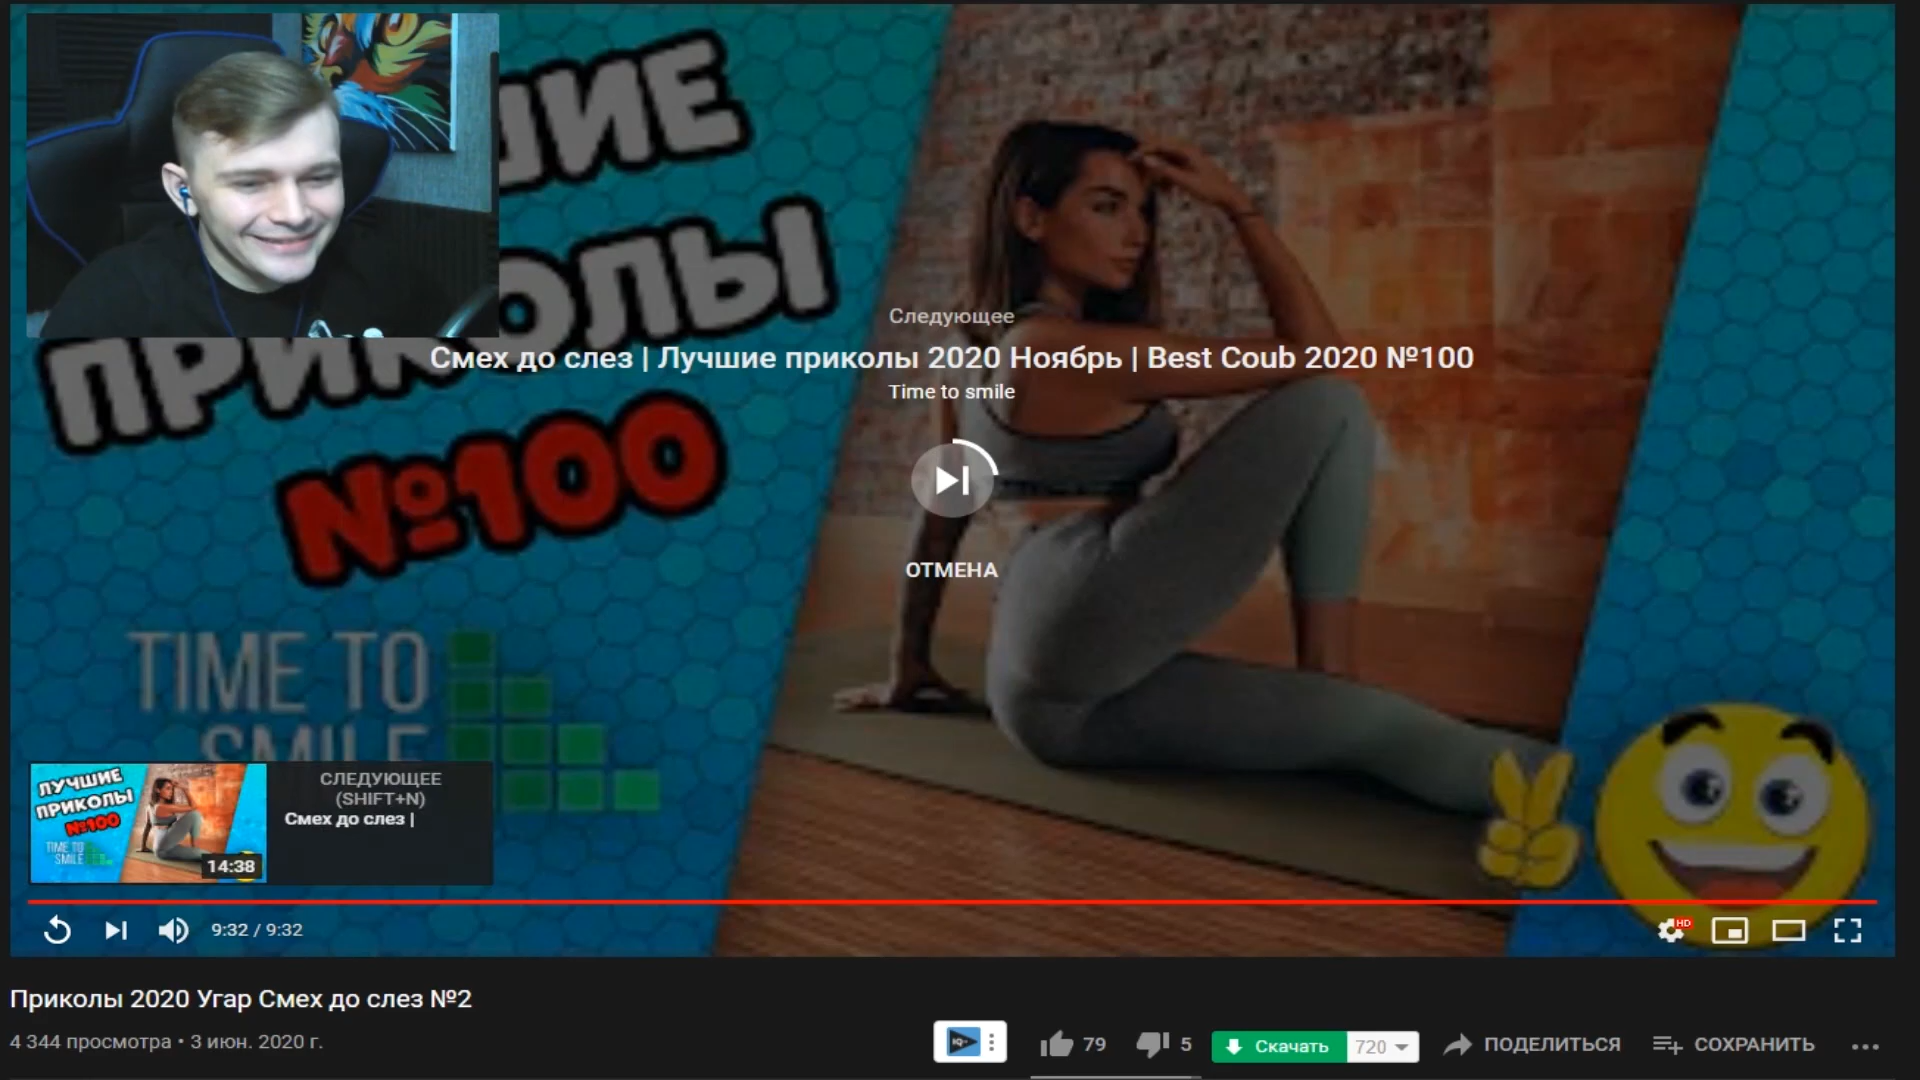 ШИЕ
ПРИКОЛЫ
№100
TIME TO
SMILE
Следующее
Смех до слез | Лучшие приколы 2020 Ноябрь | Best Coub 2020 №100
Time to smile
ОТМЕНА
ЛУЧШИЕ
ПРИКОЛЫ
№100
TIME TO
SMILE
14:38
СЛЕДУЮЩЕЕ
(SHIFT+N)
Смех до слез |
9:32 / 9:32
HD
Приколы 2020 Угар Смех до слез №2
4 344 просмотра • 3 июн. 2020 г.
79
5
Скачать
720
ПОДЕЛИТЬСЯ
СОХРАНИТЬ